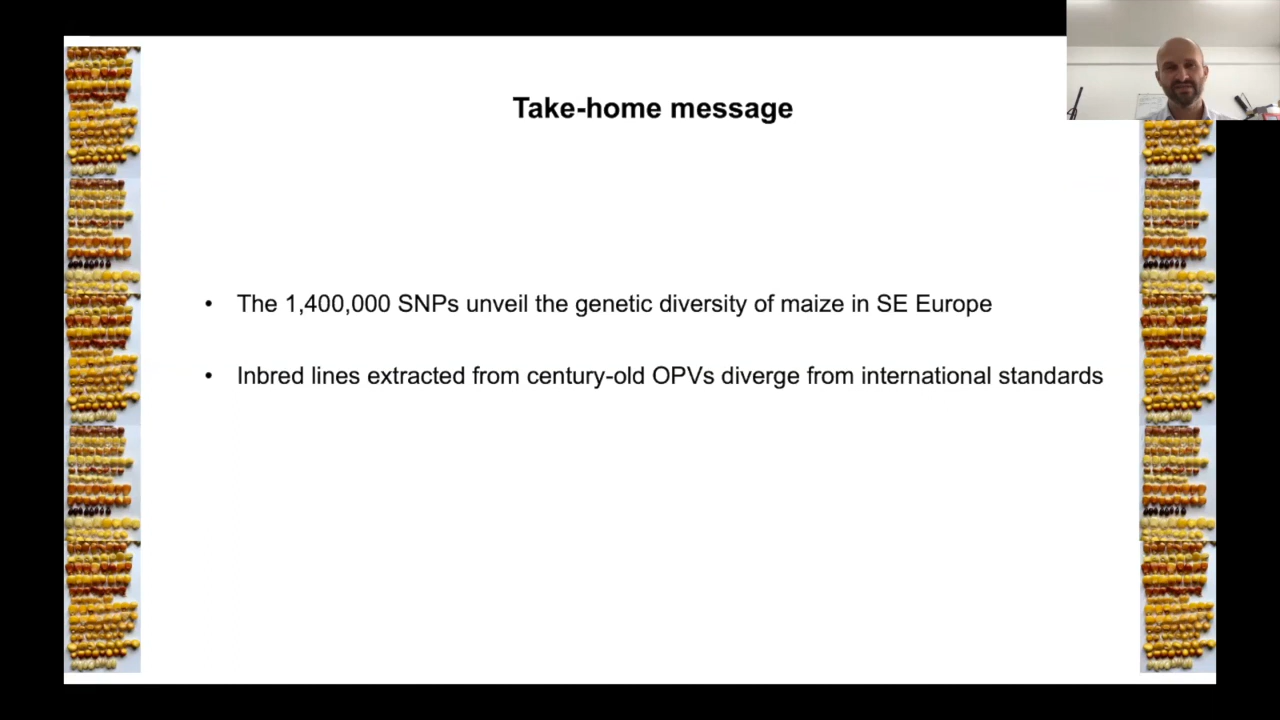 Take-home message
• The 1,400,000 SNPs unveil the genetic diversity of maize in SE Europe
• Inbred lines extracted from century-old OPVs diverge from international standards